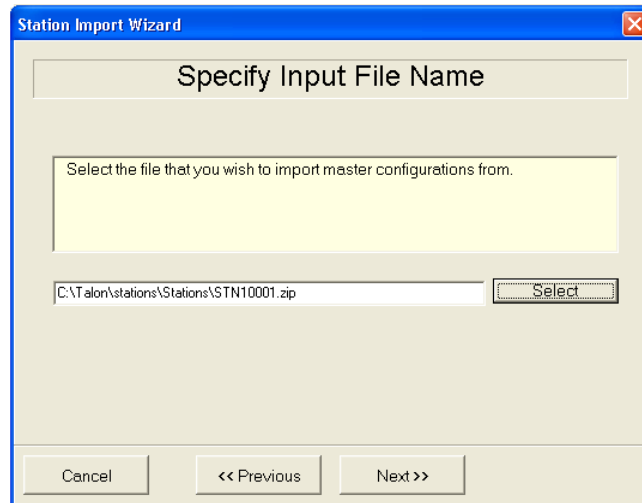 Station Import Wizard
Specify Input File Name
Select the file that you wish to import master configurations from.
C:\Talon\stations\Stations\STN10001.zip
Select
Cancel
<< Previous
Next >>